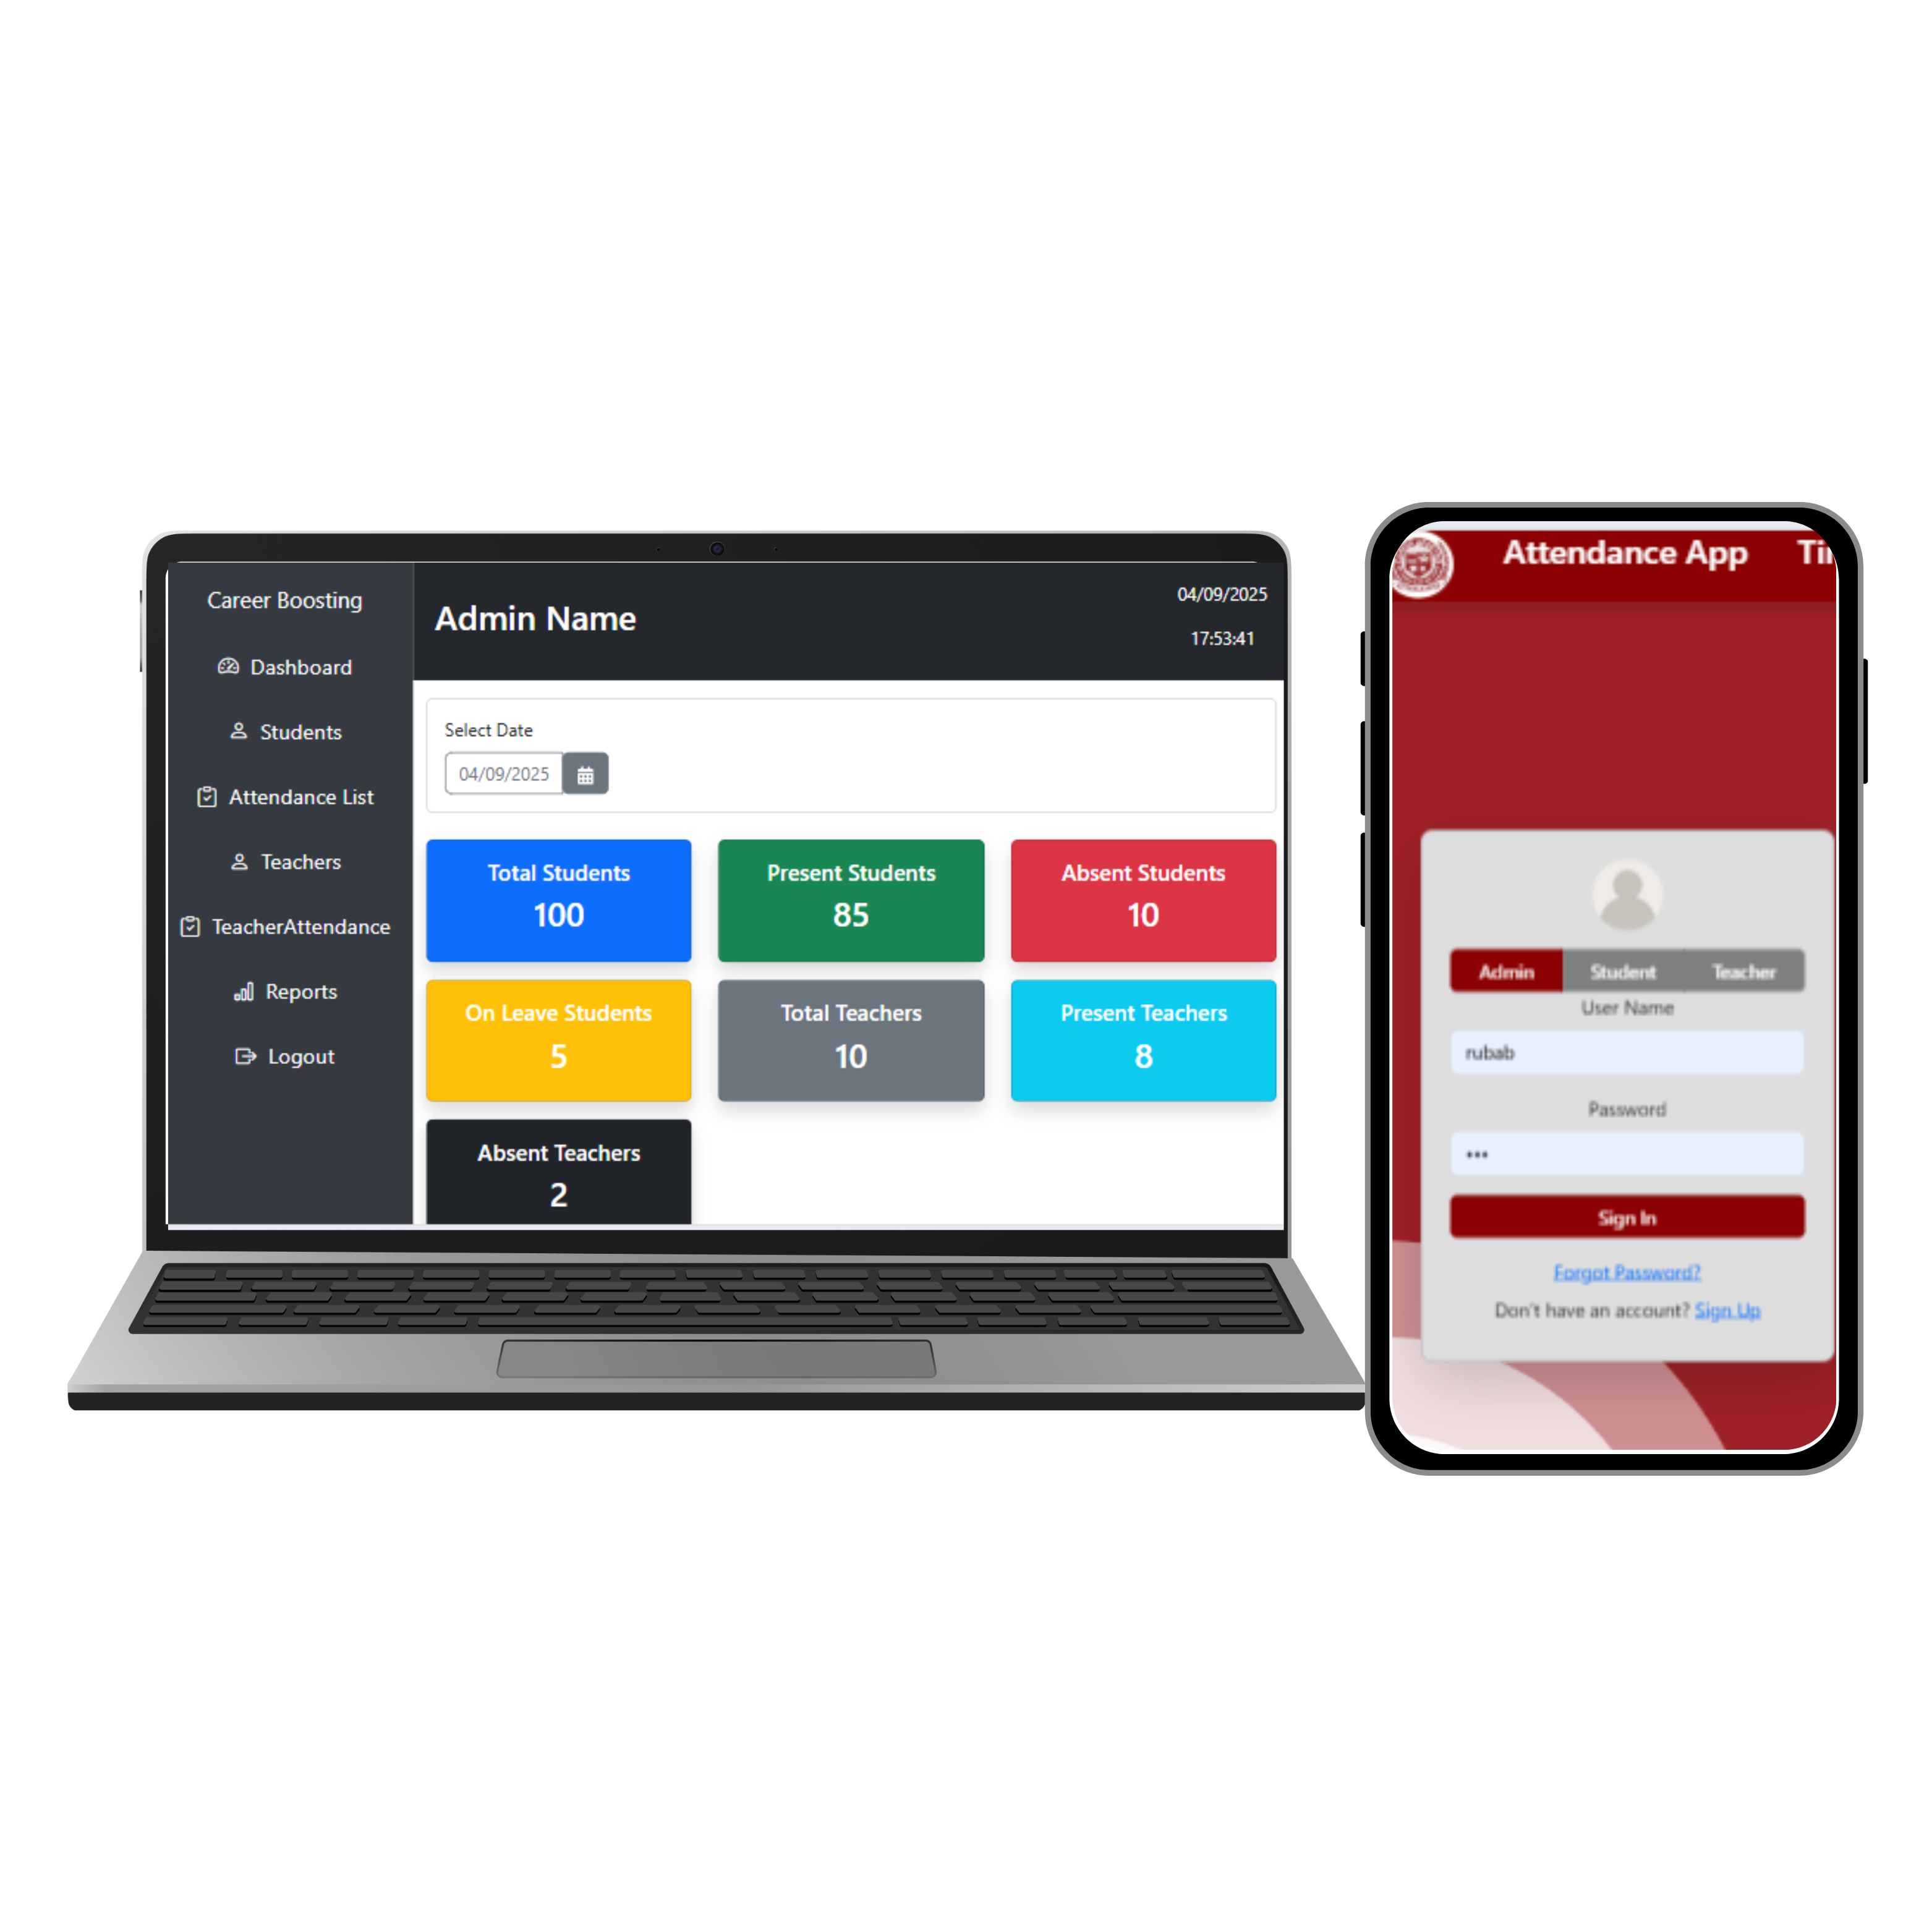 Career Boosting
Dashboard
Students
Attendance List
Teachers
TeacherAttendance
Reports
Logout
Admin Name
04/09/2025
17:53:41
Select Date
04/09/2025
Total Students
100
Present Students
85
Absent Students
10
On Leave Students
5
Total Teachers
10
Present Teachers
8
Absent Teachers
2
Attendance App
Admin Student Teacher
User Name
rubab
Password
•••
Sign In
Forgot Password?
Don't have an account? Sign Up